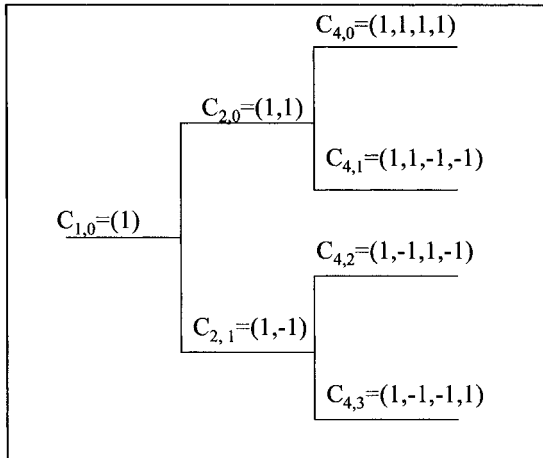 C4,0=(1,1,1,1)
C2,0=(1,1)
C4,1=(1,1,-1,-1)
C1,0=(1)
C4,2=(1,-1,1,-1)
C2, 1=(1,-1)
C4,3=(1,-1,-1,1)